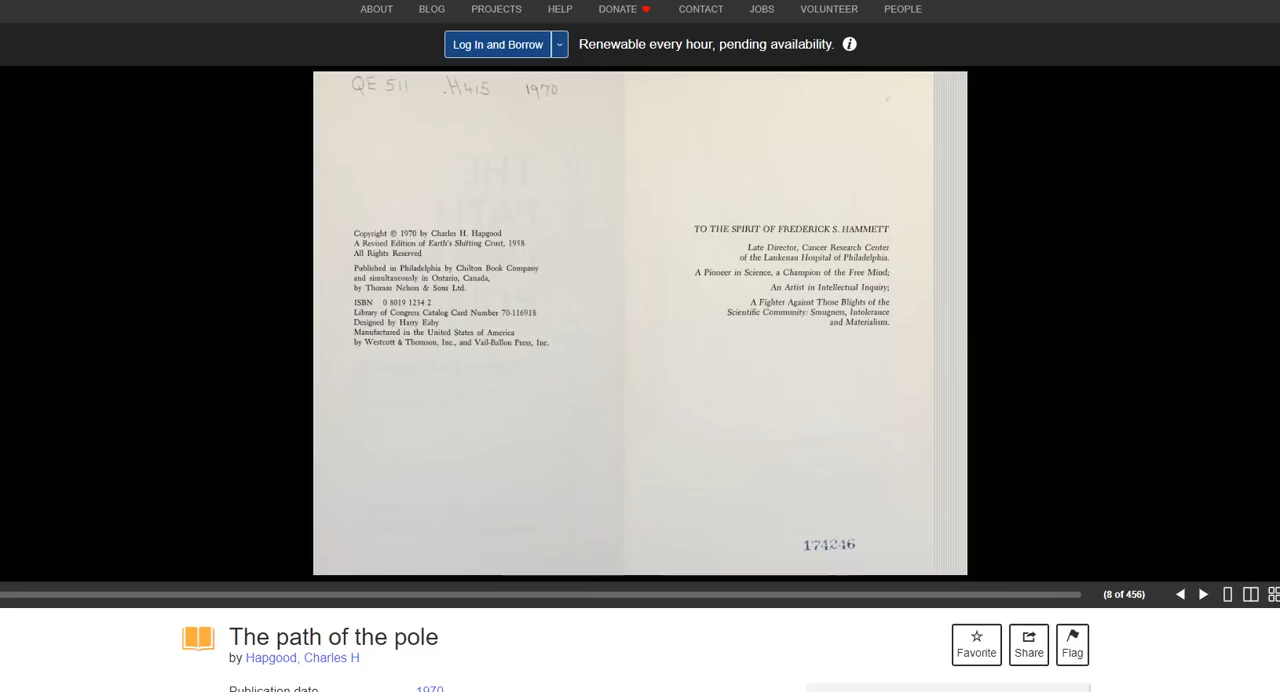 ABOUT BLOG PROJECTS HELP DONATE CONTACT JOBS VOLUNTEER PEOPLE
Log In and Borrow Renewable every hour, pending availability.
QE 511 .H415 1970
THE
PATH
Copyright © 1970 by Charles H. Hapgood
A Revised Edition of Earth's Shifting Crust, 1958
All Rights Reserved
Published in Philadelphia by Chilton Book Company
and simultaneously in Ontario, Canada,
by Thomas Nelson & Sons Ltd.
ISBN 0 8019 1234 2
Library of Congress Catalog Card Number 70-116918
Designed by Harry Eaby
Manufactured in the United States of America
by Westcott & Thomson, Inc., and Vail-Ballou Press, Inc.
TO THE SPIRIT OF FREDERICK S. HAMMETT
Late Director, Cancer Research Center
of the Lankenau Hospital of Philadelphia.
A Pioneer in Science, a Champion of the Free Mind;
An Artist in Intellectual Inquiry;
A Fighter Against Those Blights of the
Scientific Community: Smugness, Intolerance
and Materialism.
174246
(8 of 456)
The path of the pole
by Hapgood, Charles H
Favorite Share Flag
Publication date 1970